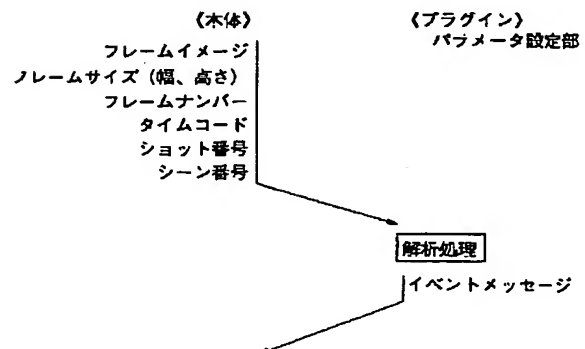 《本体》
《プラグイン》
パラメータ設定部
フレームイメージ
フレームサイズ（幅、高さ）
フレームナンバー
タイムコード
ショット番号
シーン番号
解析処理
イベントメッセージ